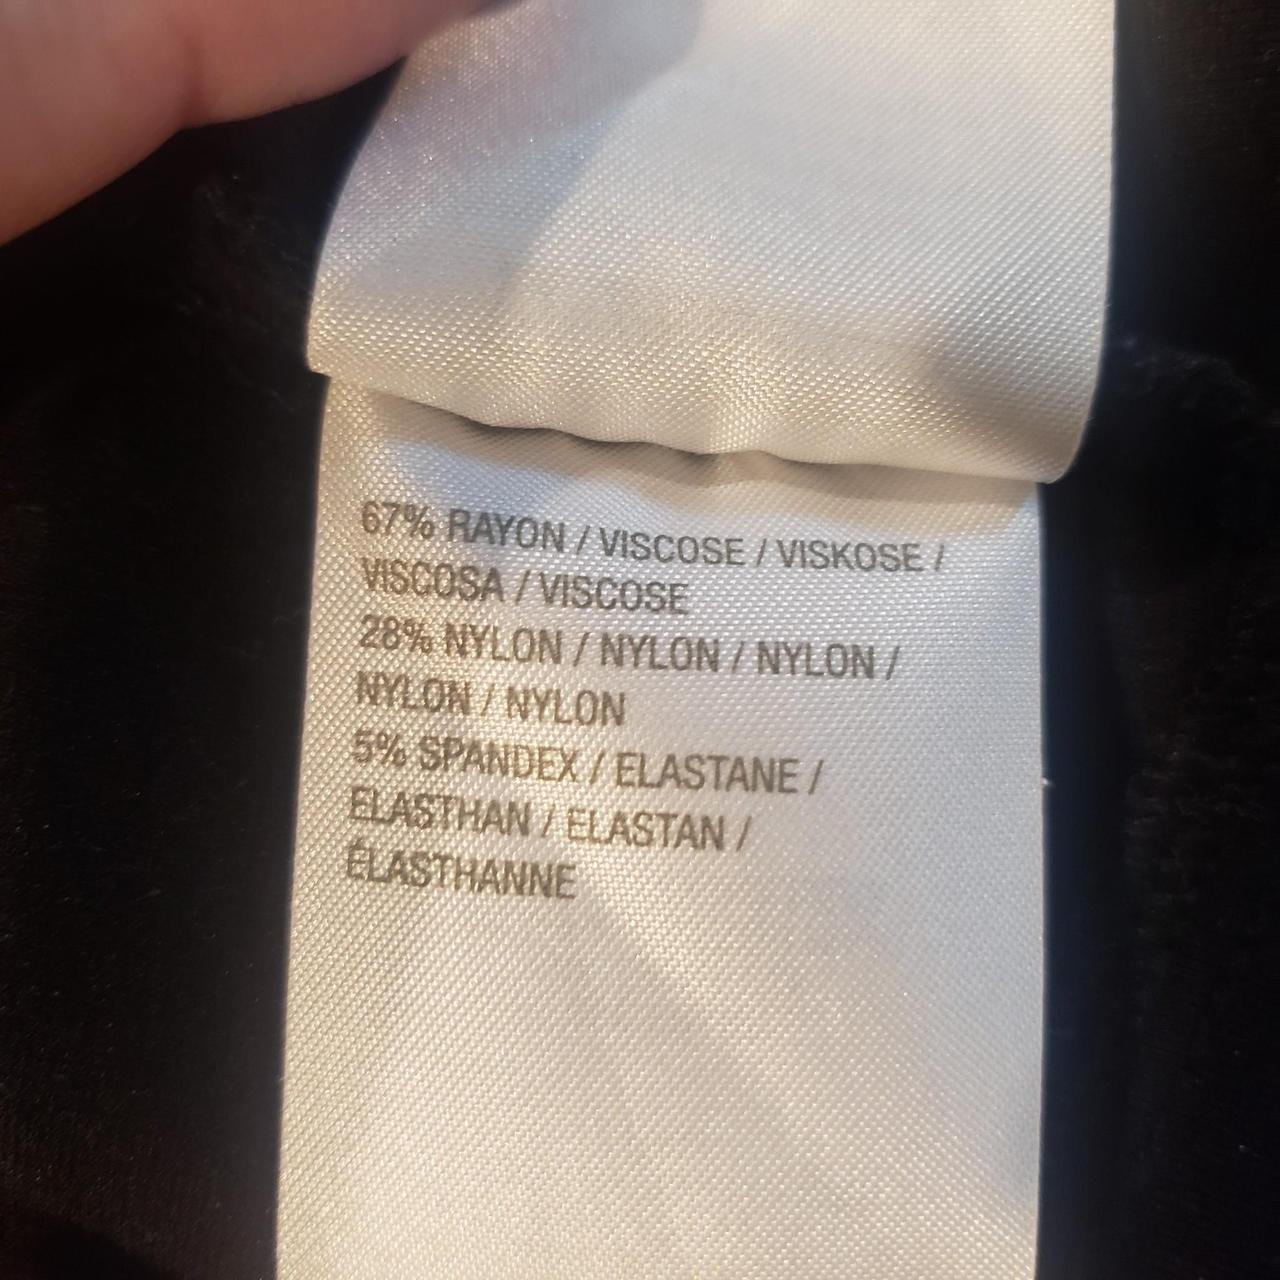 67% RAYON / VISCOSE / VISKOSE /
VISCOSA / VISCOSE
28% NYLON / NYLON / NYLON /
NYLON / NYLON
5% SPANDEX / ELASTANE /
ELASTHAN / ELASTAN /
ÉLASTHANNE